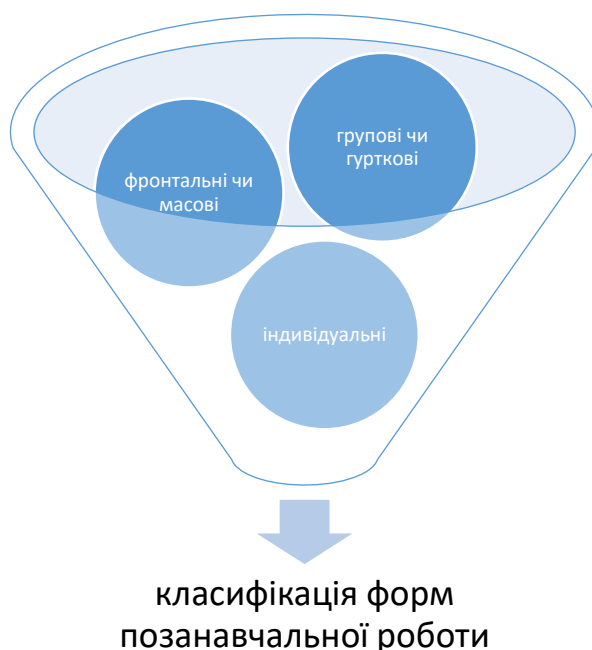 групові чи
гурткові
фронтальні чи
масові
індивідуальні
класифікація форм
позанавчальної роботи